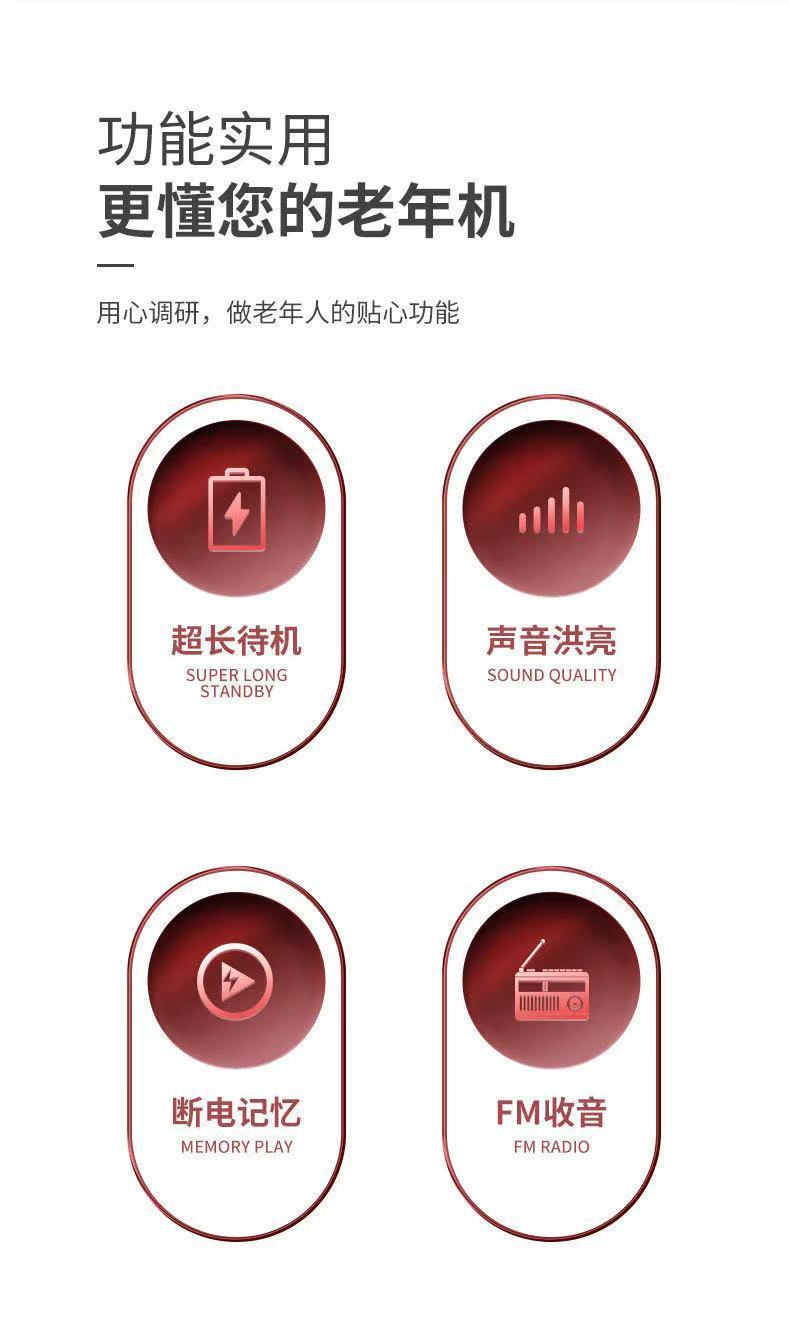 功能实用
更懂您的老年机
用心调研，做老年人的贴心功能
超长待机
SUPER LONG
STANDBY
声音洪亮
SOUND QUALITY
断电记忆
MEMORY PLAY
FM收音
FM RADIO